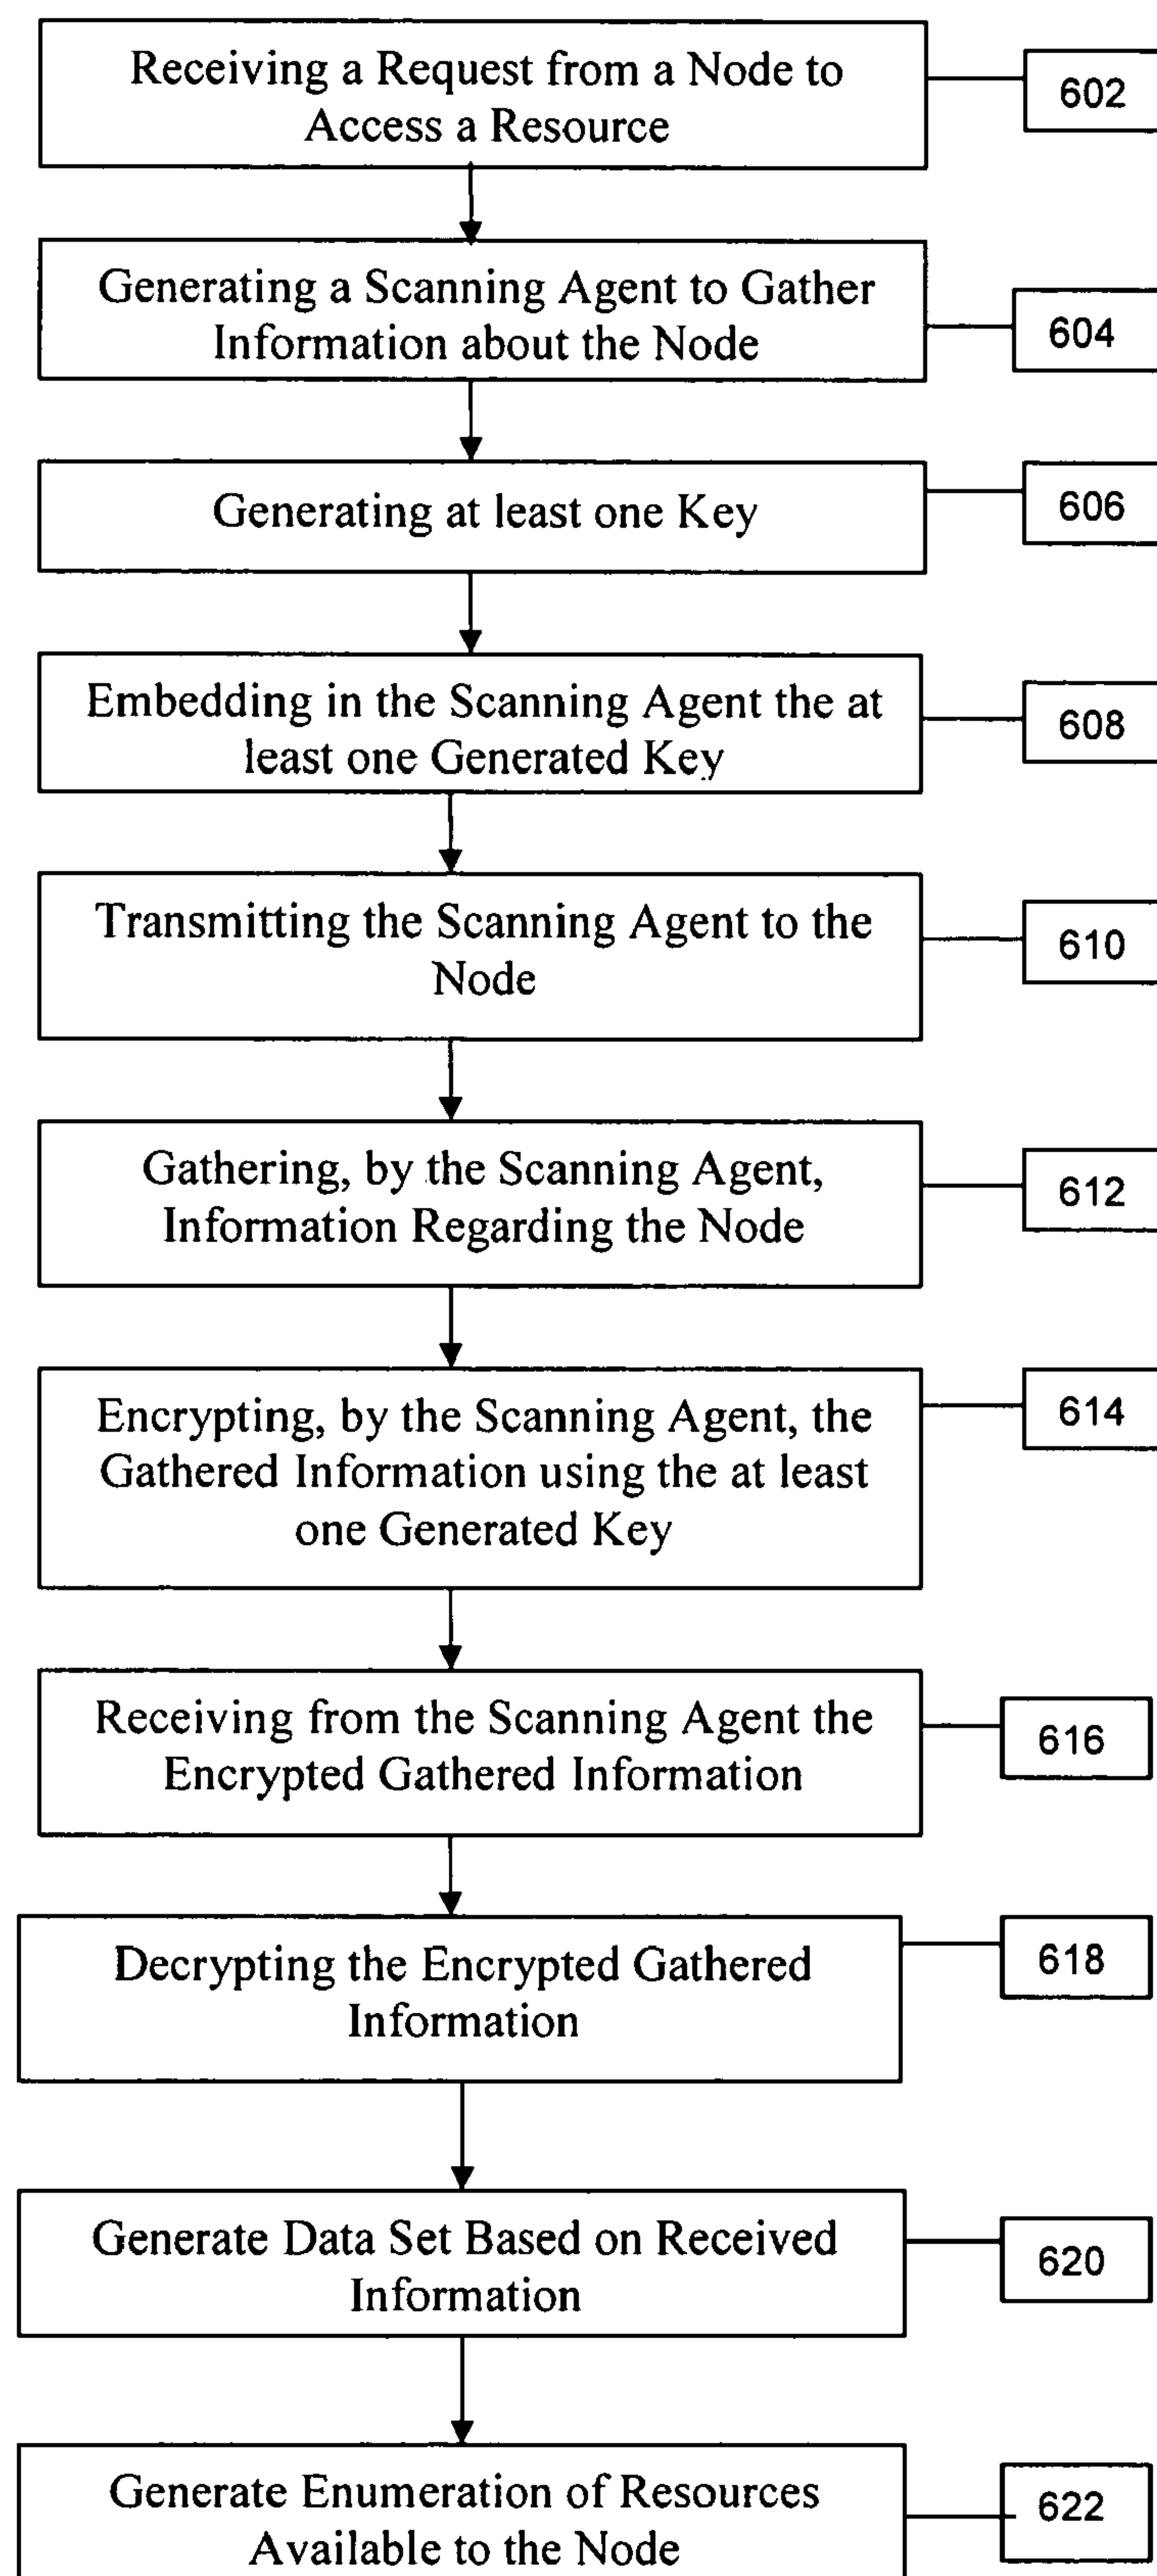 Receiving a Request from a Node to
Access a Resource
602
Generating a Scanning Agent to Gather
Information about the Node
604
Generating at least one Key
606
Embedding in the Scanning Agent the at
least one Generated Key
608
Transmitting the Scanning Agent to the
Node
610
Gathering, by the Scanning Agent,
Information Regarding the Node
612
Encrypting, by the Scanning Agent, the
Gathered Information using the at least
one Generated Key
614
Receiving from the Scanning Agent the
Encrypted Gathered Information
616
Decrypting the Encrypted Gathered
Information
618
Generate Data Set Based on Received
Information
620
Generate Enumeration of Resources
Available to the Node
622